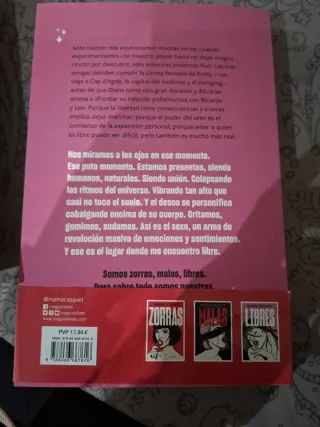 Solo cuando nos equivocamos muchas veces, cuando
experimentamos con nuestro placer hasta no dejar ningún
rincón por descubrir, solo entonces podemos fluir. Las tres
amigas deciden cumplir la última fantasía de Emily —un
viaje a Cap d'Agde, la capital del nudismo y el swinging—
antes de que Diana tome una gran decisión y Alicia se
atreva a afrontar su relación poliamorosa con Ricardo y
Leo. Porque la libertad tiene consecuencias y a veces
implica dejar marchar; porque el poder del sexo es el
comienzo de la expansión personal; porque amar a quien
es libre puede ser difícil, pero también es mucho más real.
Nos miramos a los ojos en ese momento.
Ese puto momento. Estamos presentes, siendo
humanos, naturales. Siendo unión. Colapsando
los ritmos del universo. Vibrando tan alto que
casi no toco el suelo. Y el deseo se personifica
cabalgando encima de su cuerpo. Gritamos,
gemimos, sudamos. Así es el sexo, un arma de
revolución masiva de emociones y sentimientos.
Y ese es el lugar donde me encuentro libre.
Somos zorras, malas, libres.
Pero sobre todo somos nuestras.
@noemicasquet
megustaleer
@megustaleer
megustaleer.com
PVP 17,90 €
ZORRAS
MALAS
LIBRES